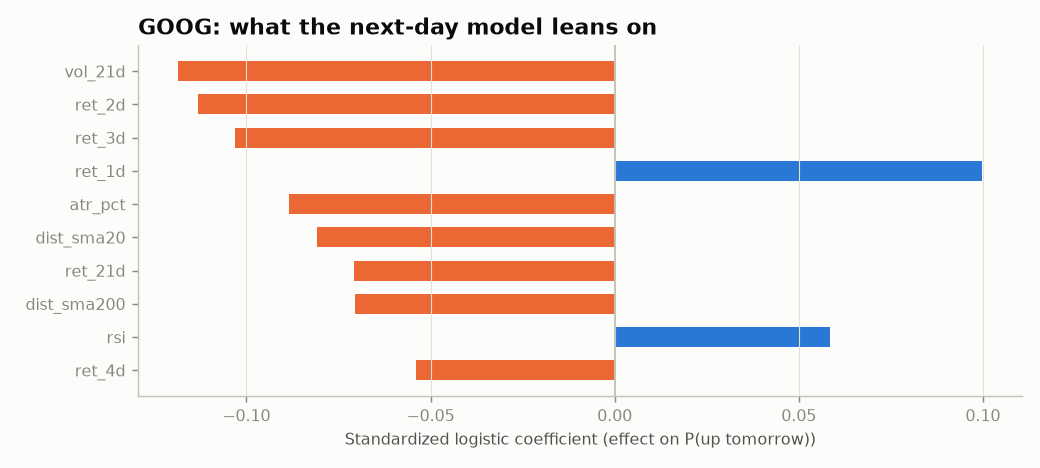 GOOG: what the next-day model leans on
vol_21d
ret_2d
ret_3d
ret_1d
atr_pct
dist_sma20
ret_21d
dist_sma200
rsi
ret_4d
−0.10
−0.05
0.00
0.05
0.10
Standardized logistic coefficient (effect on P(up tomorrow))